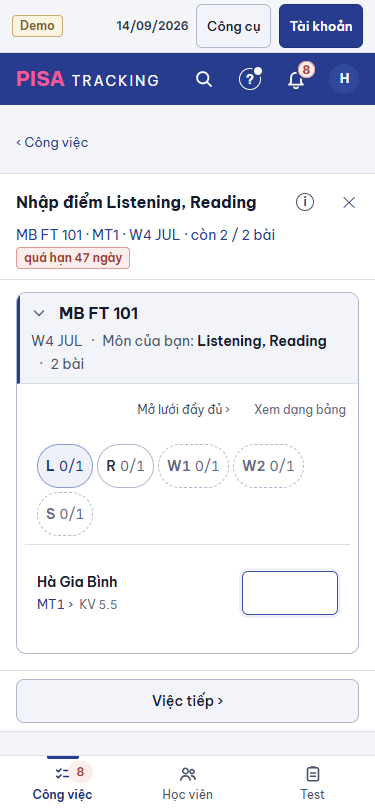 Demo 14/09/2026 Công cụ Tài khoản
PISA TRACKING ? 8 H
‹ Công việc
Nhập điểm Listening, Reading i ×
MB FT 101 · MT1 · W4 JUL · còn 2 / 2 bài
quá hạn 47 ngày
MB FT 101
W4 JUL · Môn của bạn: Listening, Reading
· 2 bài
Mở lưới đầy đủ › Xem dạng bảng
L 0/1 R 0/1 W1 0/1 W2 0/1
S 0/1
Hà Gia Bình
MT1 › KV 5.5
Việc tiếp ›
8
Công việc Học viên Test